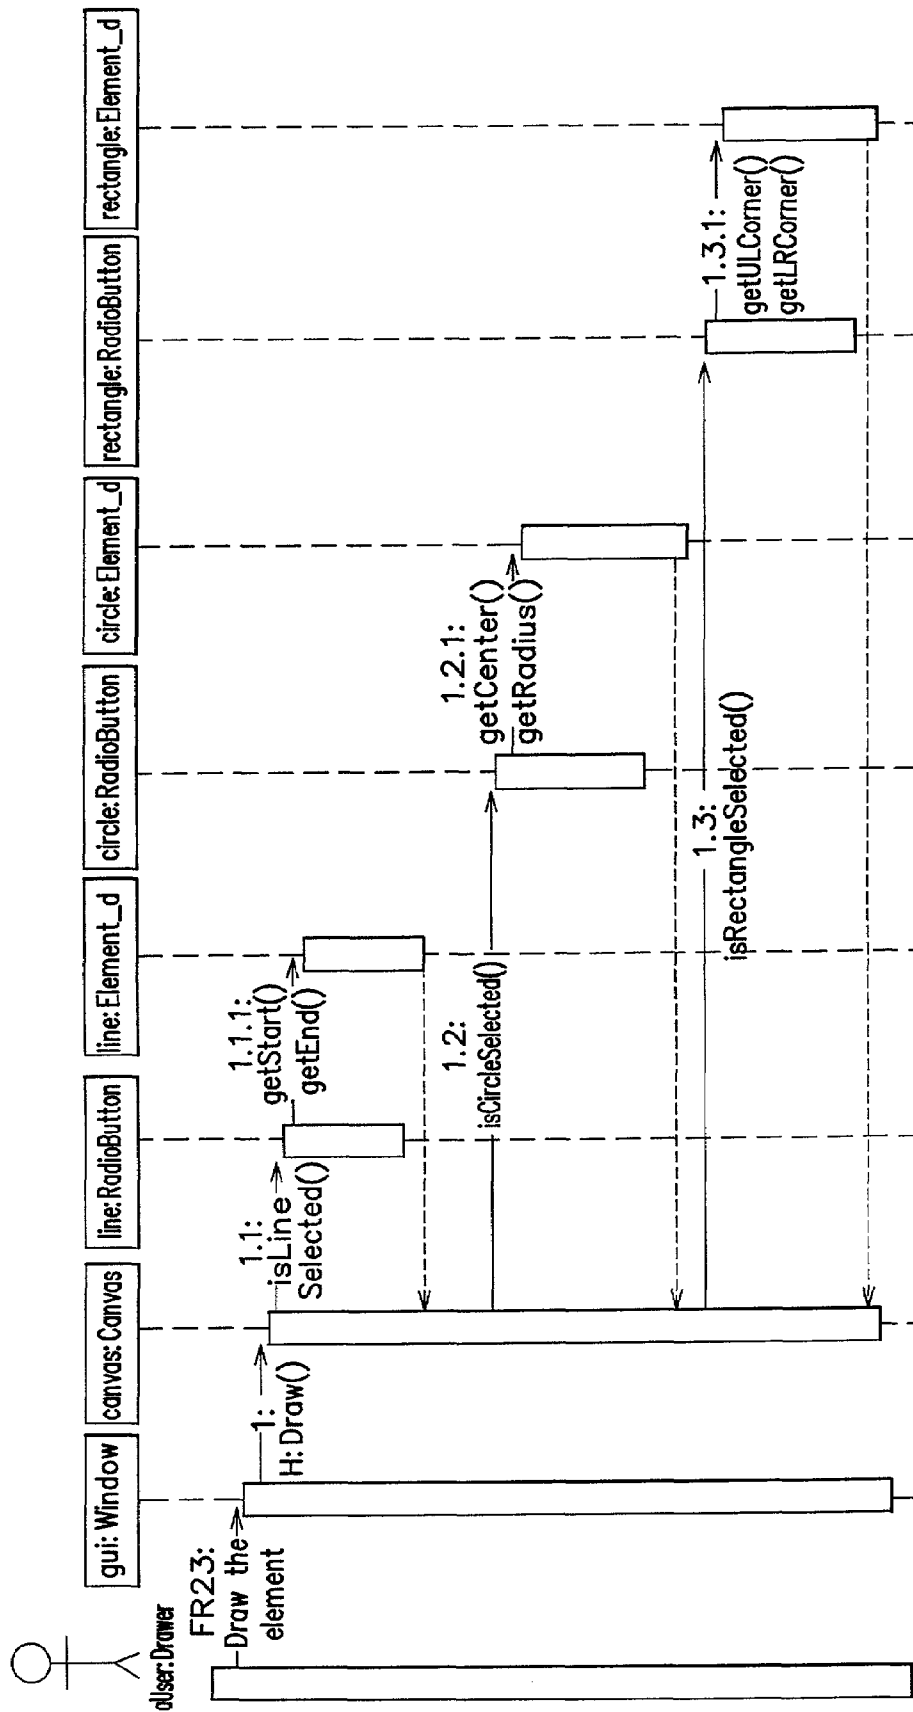 aUser:Drawer
gui: Window
canvas: Canvas
line: RadioButton
line: Element_d
circle: RadioButton
circle: Element_d
rectangle: RadioButton
rectangle: Element_d
FR23:
Draw the
element
1:
H: Draw()
1.1:
isLine
Selected()
1.1.1:
getStart()
getEnd()
1.2:
isCircleSelected()
1.2.1:
getCenter()
getRadius()
1.3:
isRectangleSelected()
1.3.1:
getULCorner()
getLRCorner()